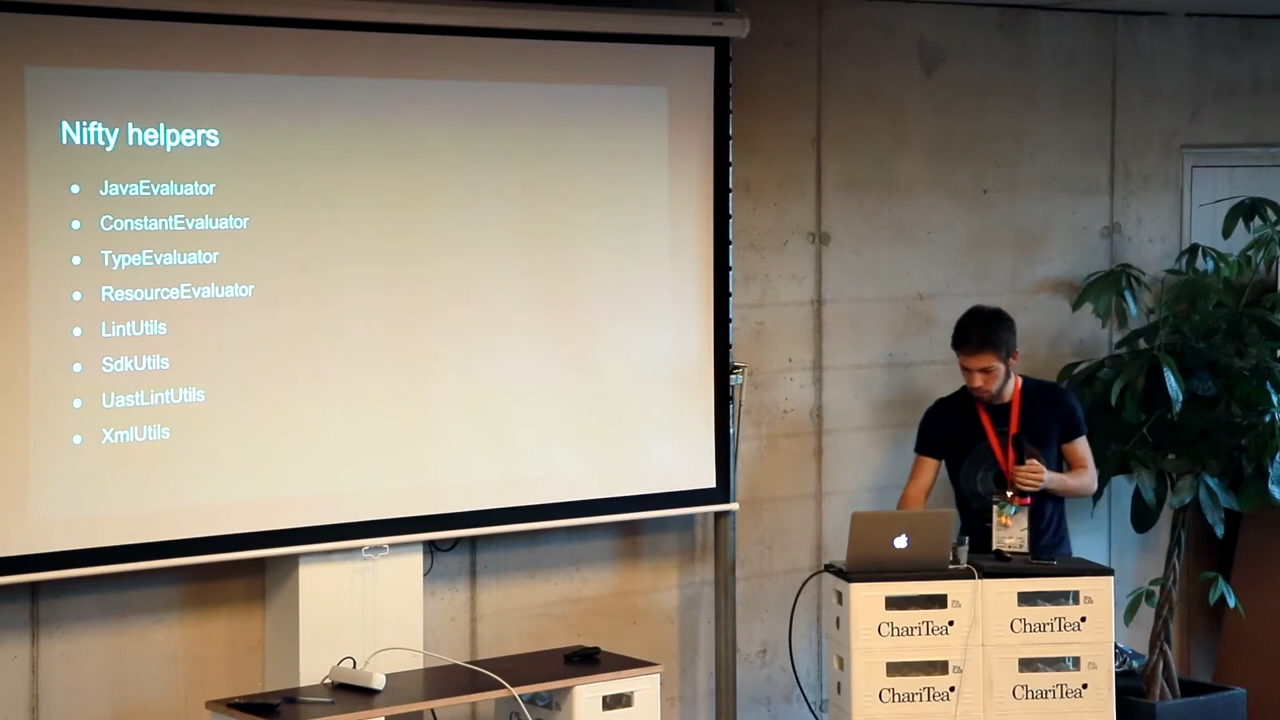 Nifty helpers
● JavaEvaluator
● ConstantEvaluator
● TypeEvaluator
● ResourceEvaluator
● LintUtils
● SdkUtils
● UastLintUtils
● XmlUtils
ChariTea
ChariTea
ChariTea
ChariTea